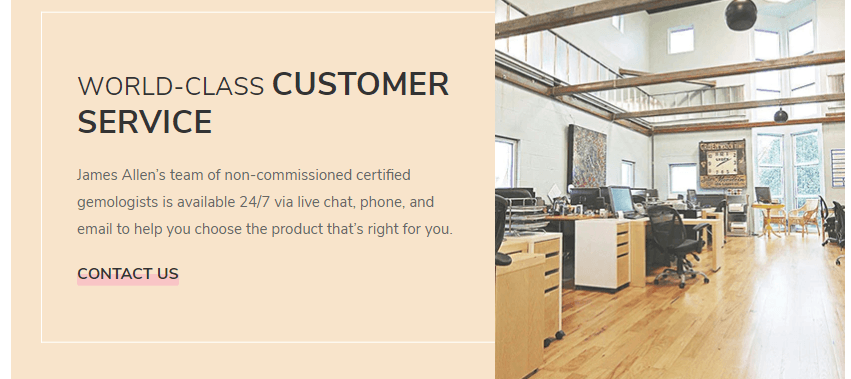 WORLD-CLASS CUSTOMER
SERVICE
James Allen's team of non-commissioned certified
gemologists is available 24/7 via live chat, phone, and
email to help you choose the product that's right for you.
CONTACT US